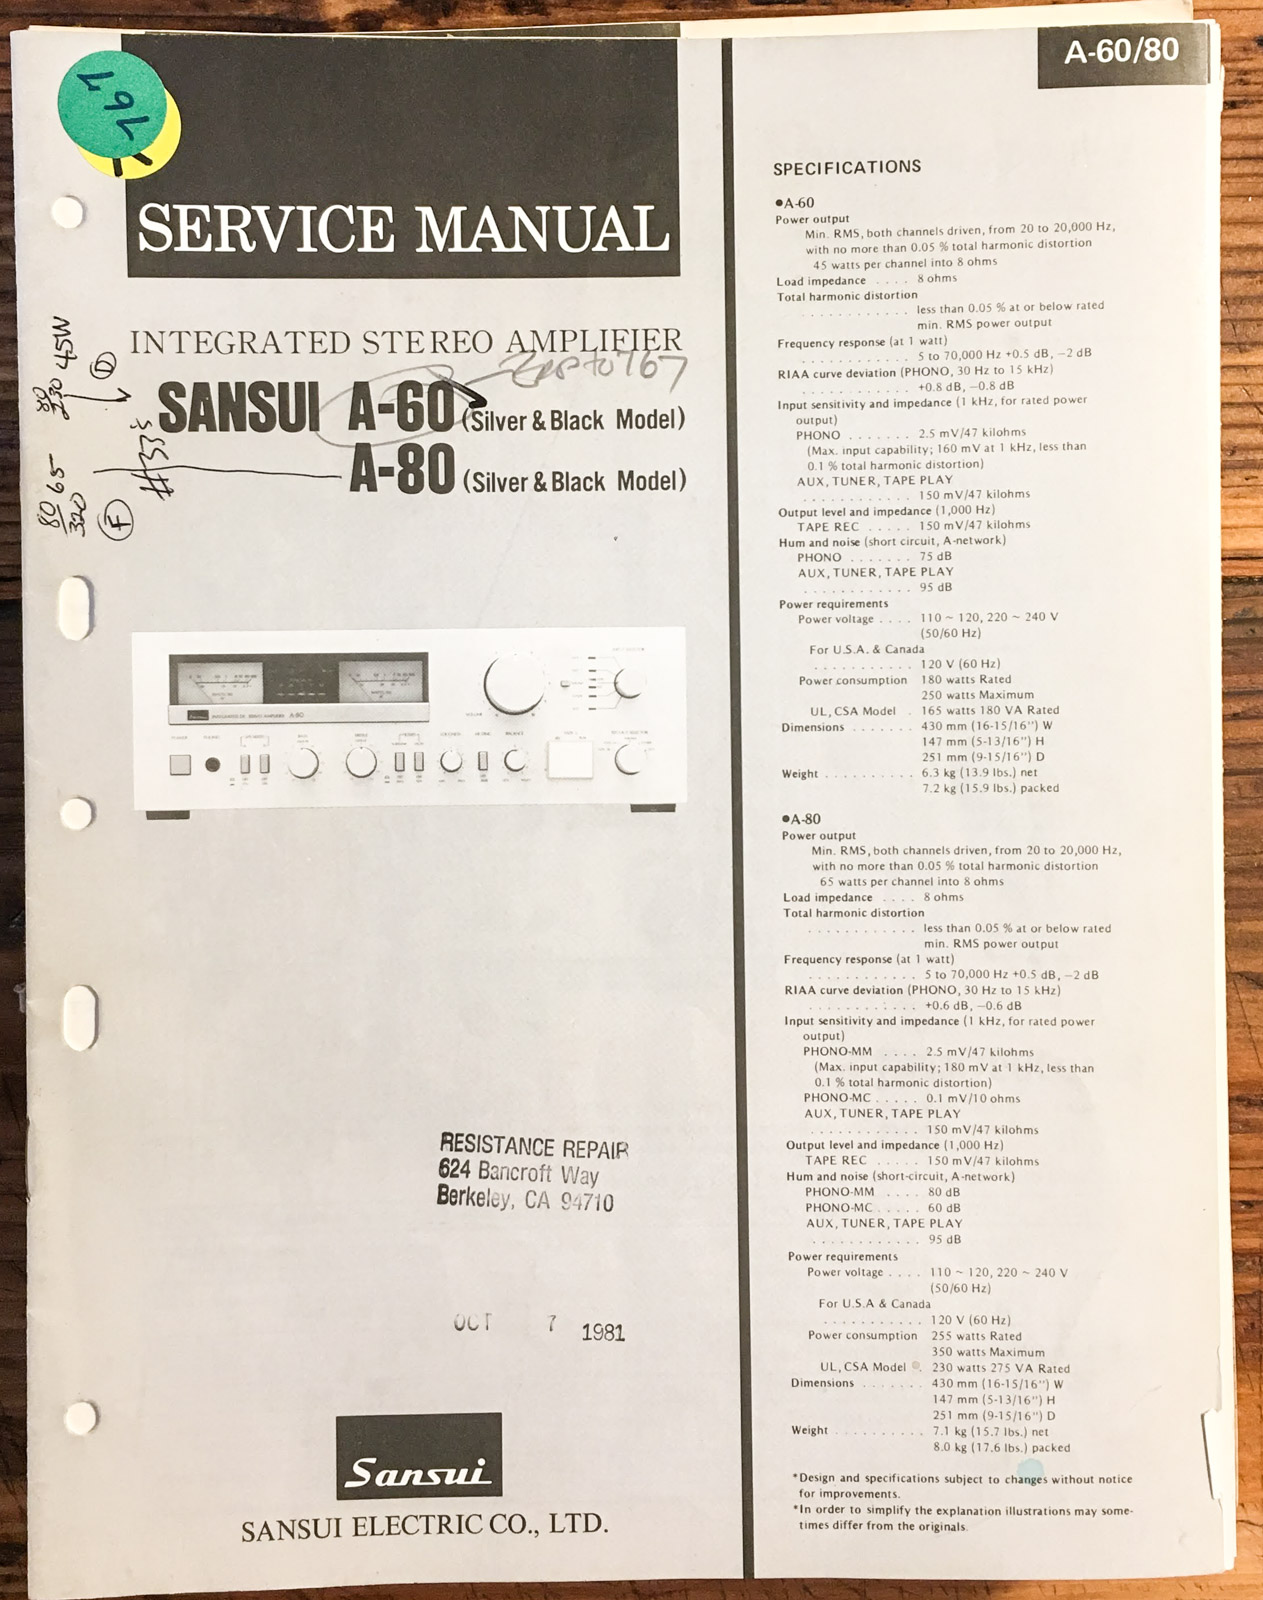 A-60/80
767
SERVICE MANUAL
INTEGRATED STEREO AMPLIFIER
to 767
SANSUI A-60 (Silver & Black Model)
A-80 (Silver & Black Model)
80 45W
230
D
#335
80 65
320
F
A-80
RESISTANCE REPAIR
624 Bancroft Way
Berkeley, CA 94710
OCT 7 1981
Sansui
SANSUI ELECTRIC CO., LTD.
SPECIFICATIONS
●A-60
Power output
Min. RMS, both channels driven, from 20 to 20,000 Hz,
with no more than 0.05 % total harmonic distortion
45 watts per channel into 8 ohms
Load impedance .... 8 ohms
Total harmonic distortion
............ less than 0.05 % at or below rated
min. RMS power output
Frequency response (at 1 watt)
............ 5 to 70,000 Hz +0.5 dB, −2 dB
RIAA curve deviation (PHONO, 30 Hz to 15 kHz)
............ +0.8 dB, −0.8 dB
Input sensitivity and impedance (1 kHz, for rated power
output)
PHONO ....... 2.5 mV/47 kilohms
(Max. input capability; 160 mV at 1 kHz, less than
0.1 % total harmonic distortion)
AUX, TUNER, TAPE PLAY
............ 150 mV/47 kilohms
Output level and impedance (1,000 Hz)
TAPE REC ..... 150 mV/47 kilohms
Hum and noise (short circuit, A-network)
PHONO ....... 75 dB
AUX, TUNER, TAPE PLAY
............ 95 dB
Power requirements
Power voltage .... 110 ~ 120, 220 ~ 240 V
(50/60 Hz)
For U.S.A. & Canada
........... 120 V (60 Hz)
Power consumption 180 watts Rated
250 watts Maximum
UL, CSA Model . 165 watts 180 VA Rated
Dimensions ....... 430 mm (16-15/16") W
147 mm (5-13/16") H
251 mm (9-15/16") D
Weight .......... 6.3 kg (13.9 lbs.) net
7.2 kg (15.9 lbs.) packed
●A-80
Power output
Min. RMS, both channels driven, from 20 to 20,000 Hz,
with no more than 0.05 % total harmonic distortion
65 watts per channel into 8 ohms
Load impedance .... 8 ohms
Total harmonic distortion
............ less than 0.05 % at or below rated
min. RMS power output
Frequency response (at 1 watt)
............ 5 to 70,000 Hz +0.5 dB, −2 dB
RIAA curve deviation (PHONO, 30 Hz to 15 kHz)
............ +0.6 dB, −0.6 dB
Input sensitivity and impedance (1 kHz, for rated power
output)
PHONO-MM .... 2.5 mV/47 kilohms
(Max. input capability; 180 mV at 1 kHz, less than
0.1 % total harmonic distortion)
PHONO-MC ..... 0.1 mV/10 ohms
AUX, TUNER, TAPE PLAY
............ 150 mV/47 kilohms
Output level and impedance (1,000 Hz)
TAPE REC ..... 150 mV/47 kilohms
Hum and noise (short-circuit, A-network)
PHONO-MM .... 80 dB
PHONO-MC ..... 60 dB
AUX, TUNER, TAPE PLAY
............ 95 dB
Power requirements
Power voltage .... 110 ~ 120, 220 ~ 240 V
(50/60 Hz)
For U.S.A & Canada
........... 120 V (60 Hz)
Power consumption 255 watts Rated
350 watts Maximum
UL, CSA Model . 230 watts 275 VA Rated
Dimensions ....... 430 mm (16-15/16") W
147 mm (5-13/16") H
251 mm (9-15/16") D
Weight .......... 7.1 kg (15.7 lbs.) net
8.0 kg (17.6 lbs.) packed
*Design and specifications subject to changes without notice
for improvements.
*In order to simplify the explanation illustrations may some-
times differ from the originals.